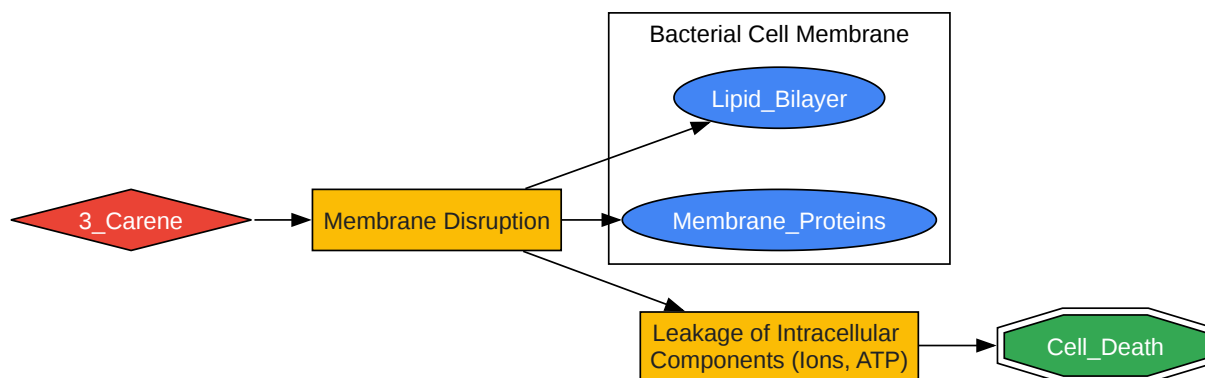 Bacterial Cell Membrane
Lipid_Bilayer
3_Carene
Membrane Disruption
Membrane_Proteins
Leakage of Intracellular
Components (Ions, ATP)
Cell_Death